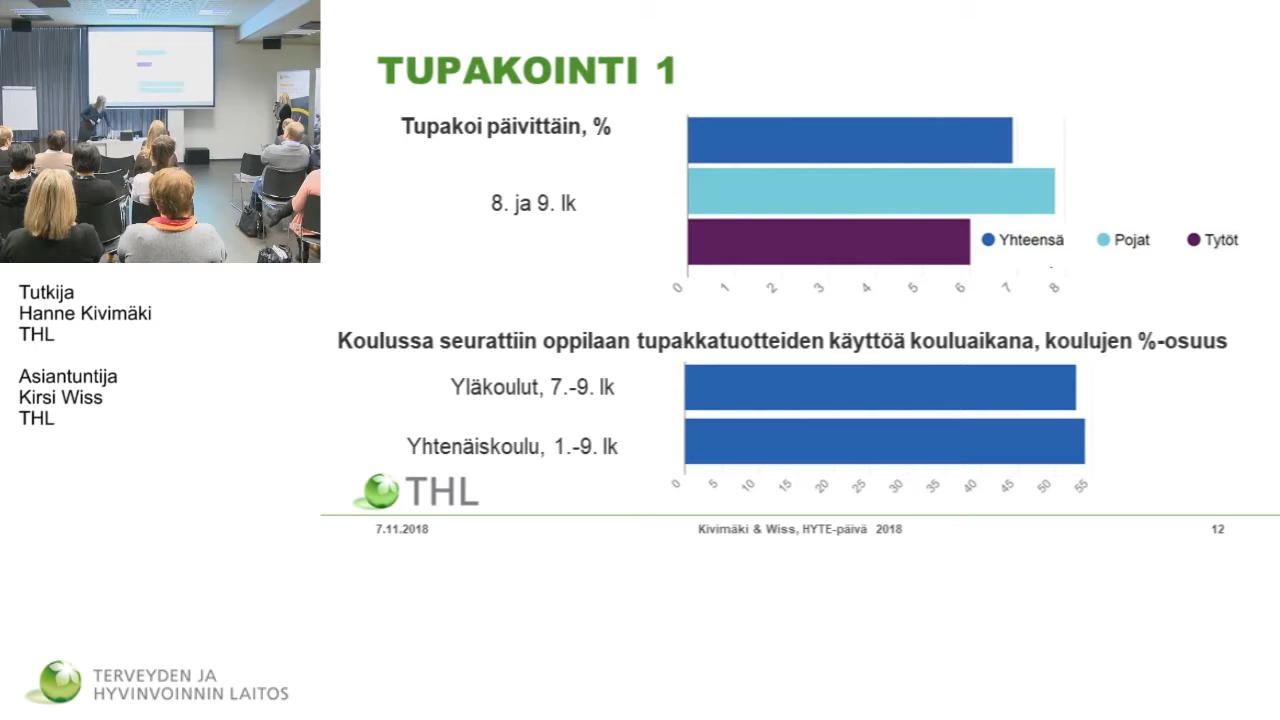 TUPAKOINTI 1
Tupakoi päivittäin, %
8. ja 9. lk
Yhteensä Pojat Tytöt
0 1 2 3 4 5 6 7 8
Tutkija
Hanne Kivimäki
THL
Asiantuntija
Kirsi Wiss
THL
Koulussa seurattiin oppilaan tupakkatuotteiden käyttöä kouluaikana, koulujen %-osuus
Yläkoulut, 7.-9. lk
Yhtenäiskoulu, 1.-9. lk
0 5 10 15 20 25 30 35 40 45 50 55
THL
7.11.2018 Kivimäki & Wiss, HYTE-päivä 2018 12
TERVEYDEN JA
HYVINVOINNIN LAITOS